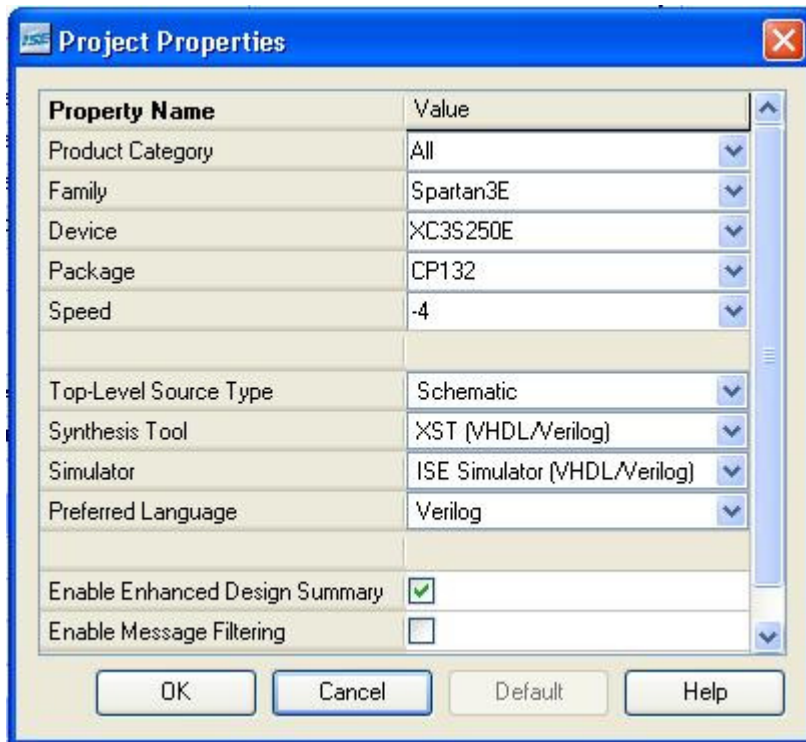 ISE Project Properties
Property Name Value
Product Category All
Family Spartan3E
Device XC3S250E
Package CP132
Speed -4
Top-Level Source Type Schematic
Synthesis Tool XST (VHDL/Verilog)
Simulator ISE Simulator (VHDL/Verilog)
Preferred Language Verilog
Enable Enhanced Design Summary
Enable Message Filtering
OK Cancel Default Help